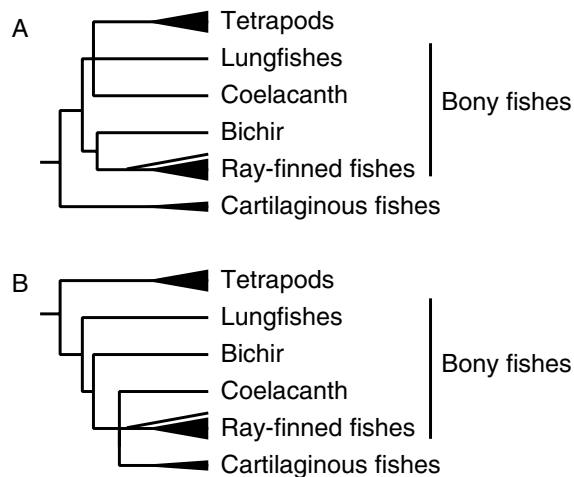 A
Tetrapods
Lungfishes
Coelacanth
Bony fishes
Bichir
Ray-finned fishes
Cartilaginous fishes
B
Tetrapods
Lungfishes
Bichir
Bony fishes
Coelacanth
Ray-finned fishes
Cartilaginous fishes